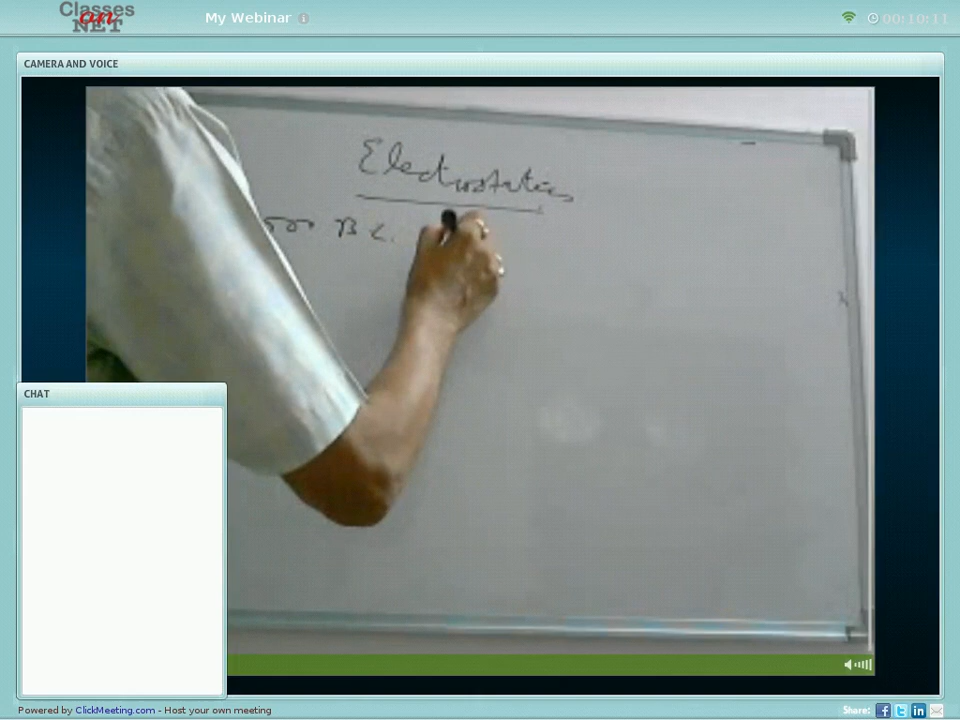 Classes
on
NET
My Webinar
00:10:11
CAMERA AND VOICE
Electrostatics
B C.
CHAT
Powered by ClickMeeting.com - Host your own meeting
Share: